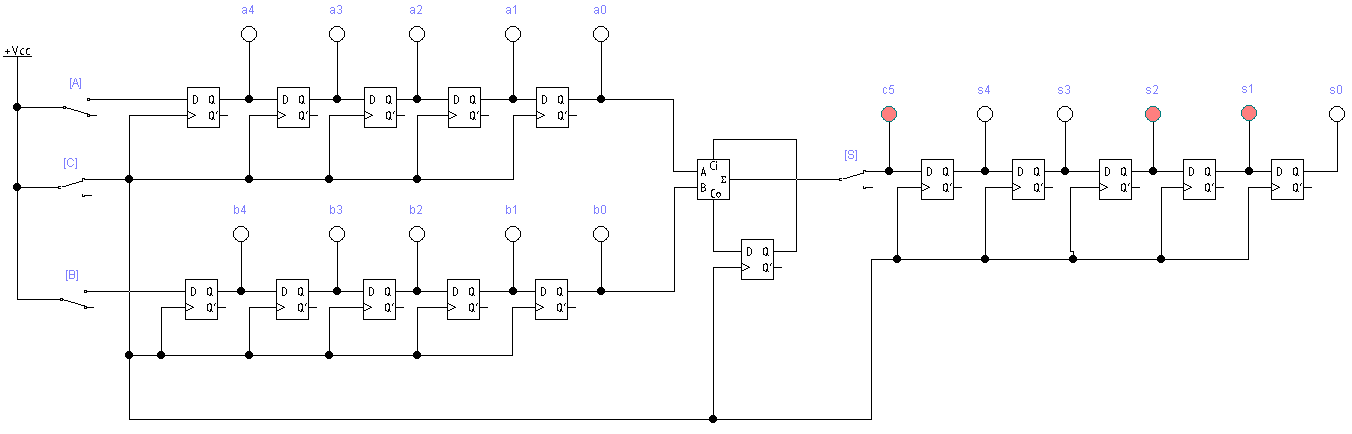 a4 a3 a2 a1 a0
+Vcc
[A]
D Q D Q D Q D Q D Q
Q' Q' Q' Q' Q'
c5 s4 s3 s2 s1 s0
[C]
[S]
Ci
A Σ
B
Co
D Q D Q D Q D Q D Q
Q' Q' Q' Q' Q'
b4 b3 b2 b1 b0
D Q
Q'
[B]
D Q D Q D Q D Q D Q
Q' Q' Q' Q' Q'